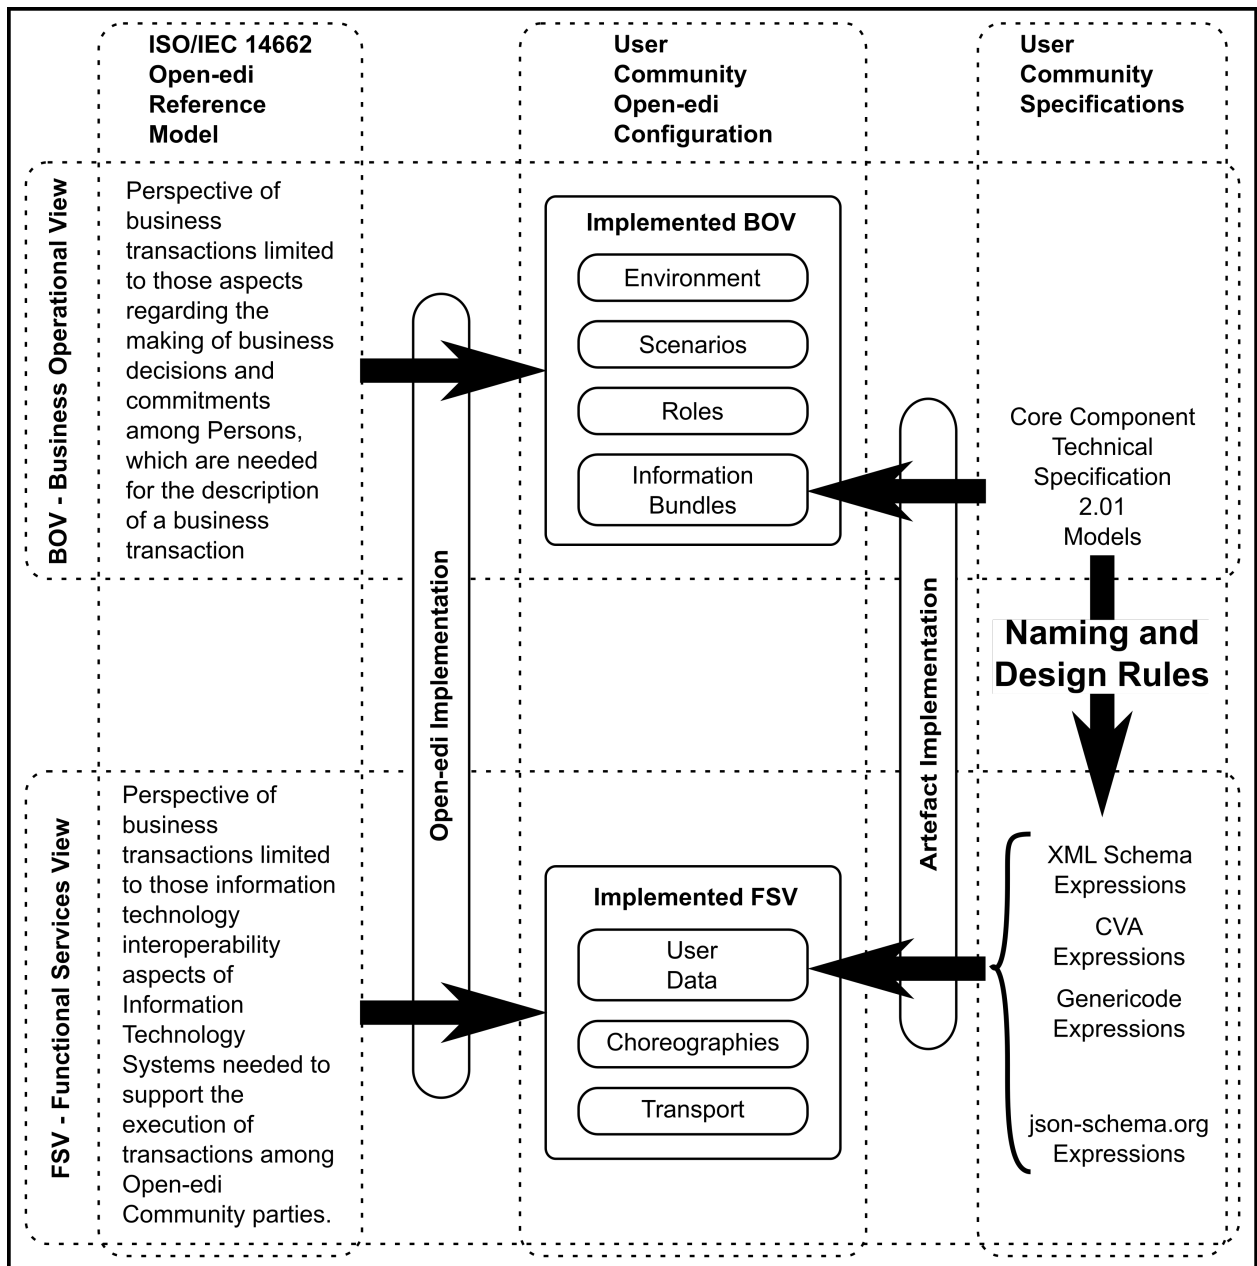 ISO/IEC 14662
Open-edi
Reference
Model
User
Community
Open-edi
Configuration
User
Community
Specifications
BOV - Business Operational View
Perspective of
business
transactions limited
to those aspects
regarding the
making of business
decisions and
commitments
among Persons,
which are needed
for the description
of a business
transaction
Open-edi Implementation
Implemented BOV
Environment
Scenarios
Roles
Information
Bundles
Artefact Implementation
Core Component
Technical
Specification
2.01
Models
Naming and
Design Rules
FSV - Functional Services View
Perspective of
business
transactions limited
to those information
technology
interoperability
aspects of
Information
Technology
Systems needed to
support the
execution of
transactions among
Open-edi
Community parties.
Implemented FSV
User
Data
Choreographies
Transport
XML Schema
Expressions
CVA
Expressions
Genericode
Expressions
json-schema.org
Expressions